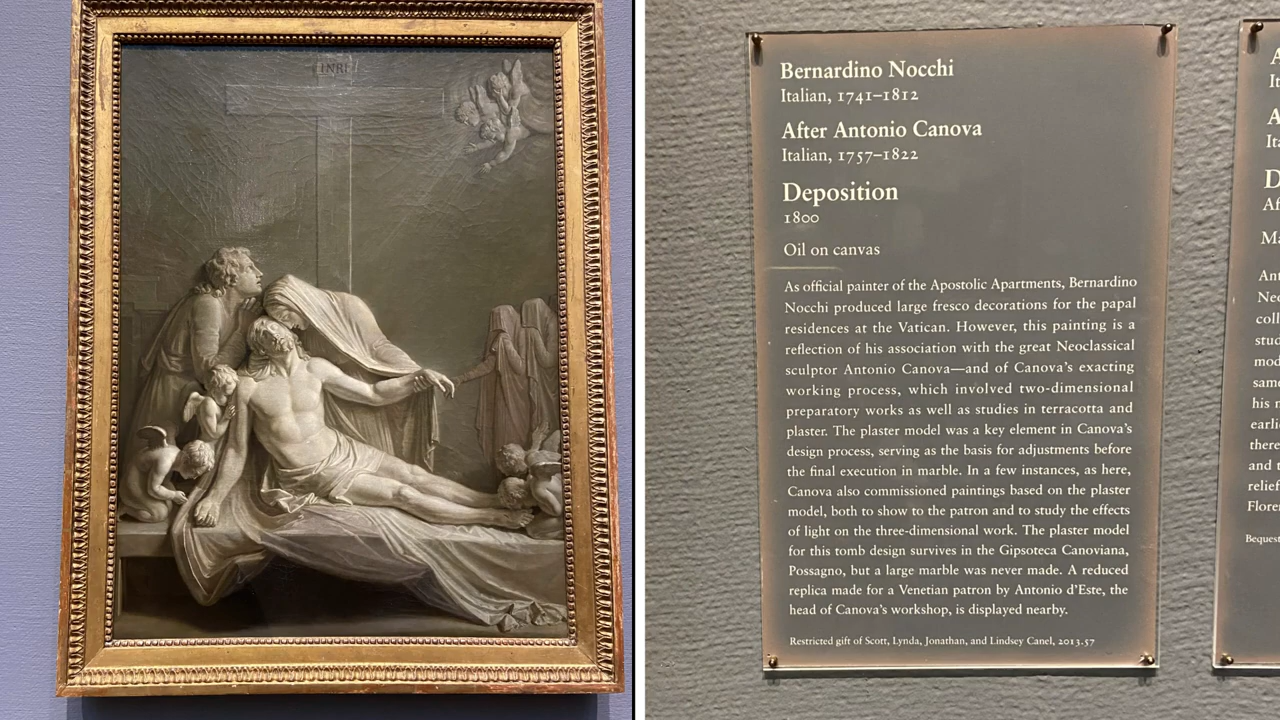 INRI
Bernardino Nocchi
Italian, 1741–1812
After Antonio Canova
Italian, 1757–1822
Deposition
1800
Oil on canvas
As official painter of the Apostolic Apartments, Bernardino
Nocchi produced large fresco decorations for the papal
residences at the Vatican. However, this painting is a
reflection of his association with the great Neoclassical
sculptor Antonio Canova—and of Canova's exacting
working process, which involved two-dimensional
preparatory works as well as studies in terracotta and
plaster. The plaster model was a key element in Canova's
design process, serving as the basis for adjustments before
the final execution in marble. In a few instances, as here,
Canova also commissioned paintings based on the plaster
model, both to show to the patron and to study the effects
of light on the three-dimensional work. The plaster model
for this tomb design survives in the Gipsoteca Canoviana,
Possagno, but a large marble was never made. A reduced
replica made for a Venetian patron by Antonio d'Este, the
head of Canova's workshop, is displayed nearby.
Restricted gift of Scott, Lynda, Jonathan, and Lindsey Canel, 2013.57